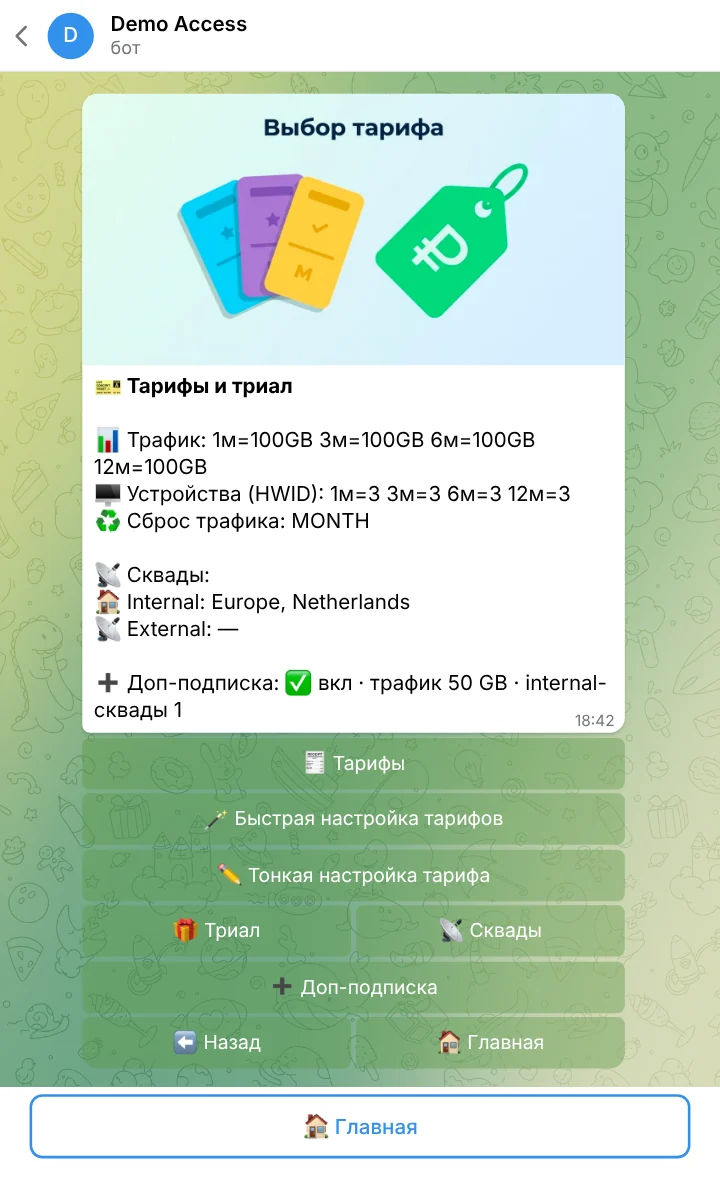 D
Demo Access
бот
Выбор тарифа
M
₽
🎫 Тарифы и триал
📊 Трафик: 1м=100GB 3м=100GB 6м=100GB
12м=100GB
🖥️ Устройства (HWID): 1м=3 3м=3 6м=3 12м=3
♻️ Сброс трафика: MONTH
📡 Сквады:
🏠 Internal: Europe, Netherlands
📡 External: —
➕ Доп-подписка: ✅ вкл · трафик 50 GB · internal-
сквады 1
18:42
🧾 Тарифы
🪄 Быстрая настройка тарифов
✏️ Тонкая настройка тарифа
🎁 Триал
📡 Сквады
➕ Доп-подписка
⬅️ Назад
🏠 Главная
🏠 Главная